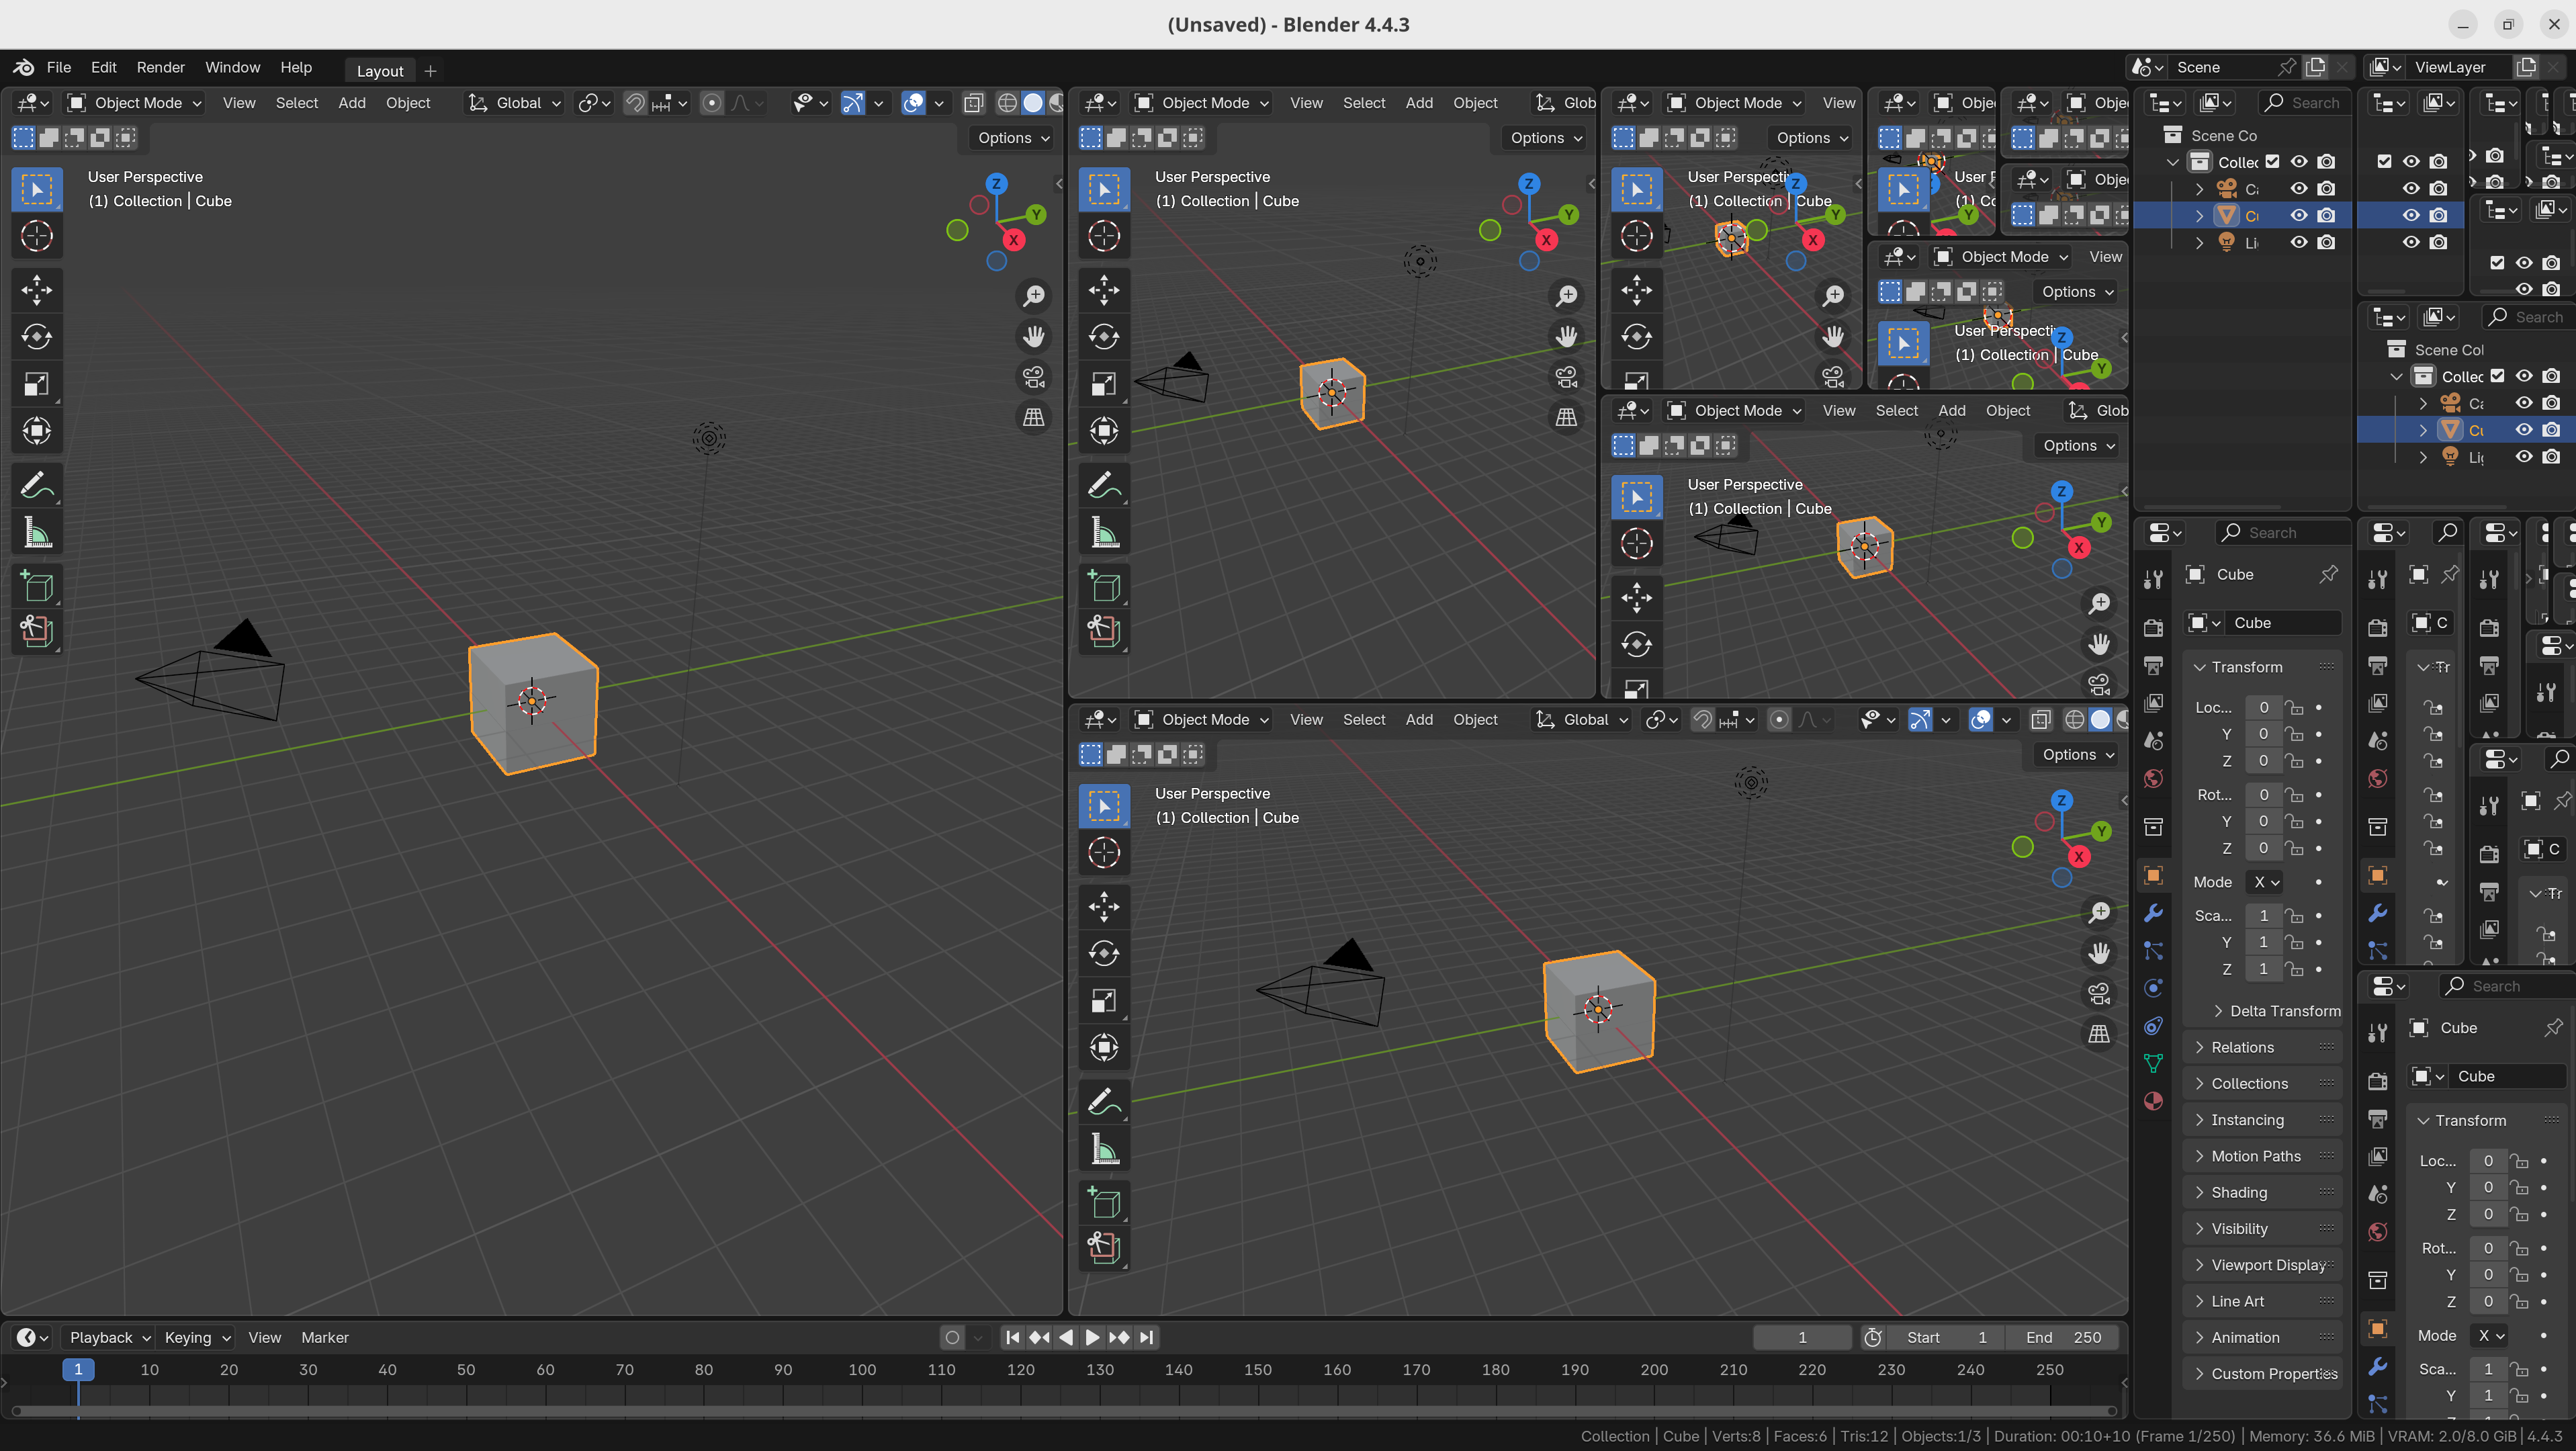 (Unsaved) - Blender 4.4.3
File Edit Render Window Help Layout Scene ViewLayer
Object Mode View Select Add Object Global
Options
User Perspective
(1) Collection | Cube
Object Mode View Select Add Object Glob
Options
User Perspective
(1) Collection | Cube
Object Mode View
Options
User Perspecti
(1) Collection | Cube
Obje
User F
(1) Co
Obje
Obje
Object Mode View
Options
User Perspecti
(1) Collection | Cube
Object Mode View Select Add Object Glob
Options
User Perspective
(1) Collection | Cube
Object Mode View Select Add Object Global
Options
User Perspective
(1) Collection | Cube
Z
Y
X
Search
Scene Co
Collec
Li
Search
Scene Col
Collec
Search
Cube
Cube
Transform
Loc... 0
Y 0
Z 0
Rot... 0
Y 0
Z 0
Mode X
Sca... 1
Y 1
Z 1
Delta Transform
Relations
Collections
Instancing
Motion Paths
Shading
Visibility
Viewport Display
Line Art
Animation
Custom Properties
C
Tr
C
Tr
Search
Cube
Cube
Transform
Loc... 0
Y 0
Z 0
Rot... 0
Y 0
Z 0
Mode X
Sca... 1
Y 1
Playback Keying View Marker 1 Start 1 End 250
1 10 20 30 40 50 60 70 80 90 100 110 120 130 140 150 160 170 180 190 200 210 220 230 240 250
Collection | Cube | Verts:8 | Faces:6 | Tris:12 | Objects:1/3 | Duration: 00:10+10 (Frame 1/250) | Memory: 36.6 MiB | VRAM: 2.0/8.0 GiB | 4.4.3